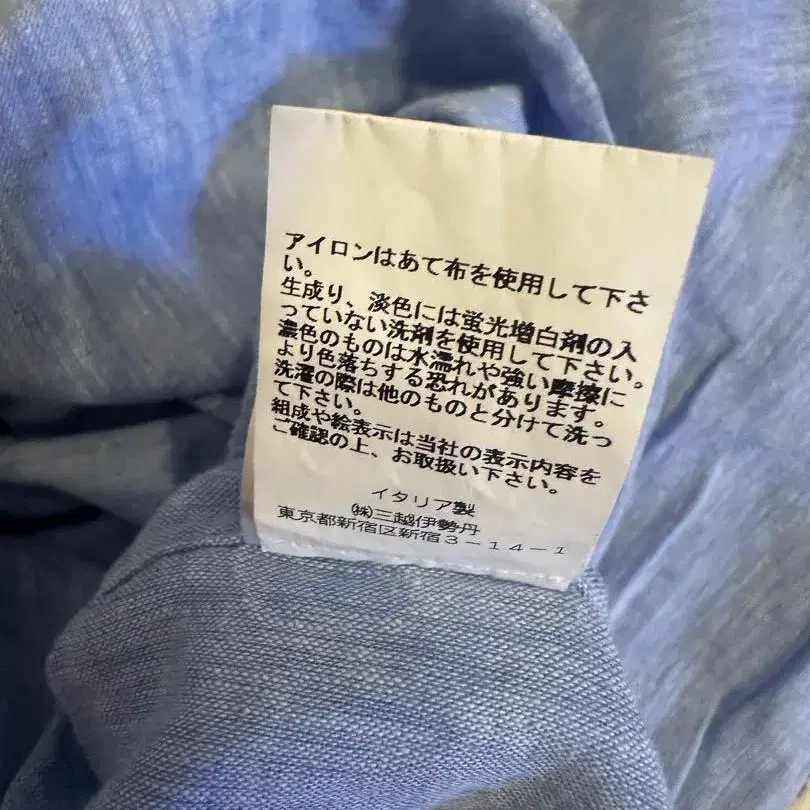 アイロンはあて布を使用して下さ
い。
生成り、淡色には蛍光増白剤の入
っていない洗剤を使用して下さい。
濃色のものは水濡れや強い摩擦に
より色落ちする恐れがあります。
洗濯の際は他のものと分けて洗っ
て下さい。
組成や絵表示は当社の表示内容を
ご確認の上、お取扱い下さい。
イタリア製
㈱三越伊勢丹
東京都新宿区新宿3-14-1